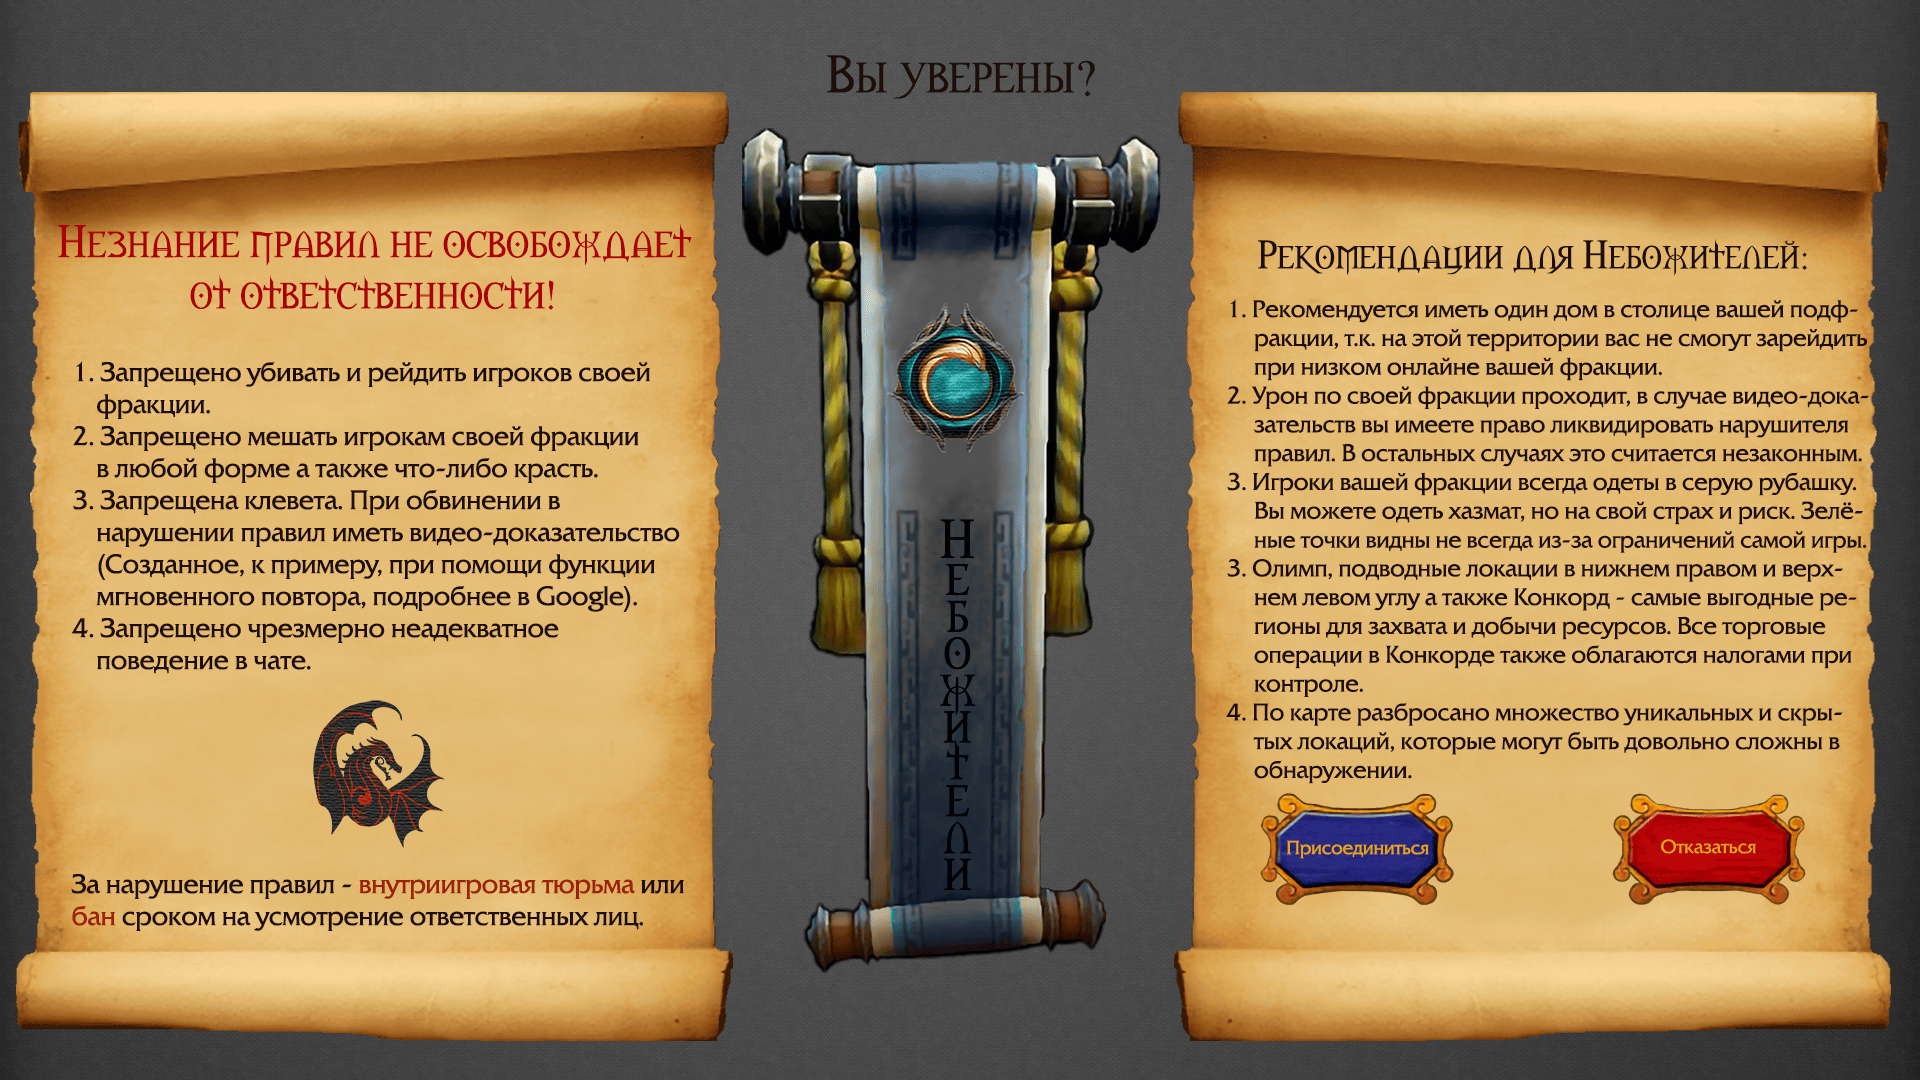 Вы уверены?
Незнание правил не освобождает
от ответственности!
1. Запрещено убивать и рейдить игроков своей
фракции.
2. Запрещено мешать игрокам своей фракции
в любой форме а также что-либо красть.
3. Запрещена клевета. При обвинении в
нарушении правил иметь видео-доказательство
(Созданное, к примеру, при помощи функции
мгновенного повтора, подробнее в Google).
4. Запрещено чрезмерно неадекватное
поведение в чате.
За нарушение правил - внутриигровая тюрьма или
бан сроком на усмотрение ответственных лиц.
Небожители
Рекомендации для Небожителей:
1. Рекомендуется иметь один дом в столице вашей подф-
ракции, т.к. на этой территории вас не смогут зарейдить
при низком онлайне вашей фракции.
2. Урон по своей фракции проходит, в случае видео-дока-
зательств вы имеете право ликвидировать нарушителя
правил. В остальных случаях это считается незаконным.
3. Игроки вашей фракции всегда одеты в серую рубашку.
Вы можете одеть хазмат, но на свой страх и риск. Зелё-
ные точки видны не всегда из-за ограничений самой игры.
3. Олимп, подводные локации в нижнем правом и верх-
нем левом углу а также Конкорд - самые выгодные ре-
гионы для захвата и добычи ресурсов. Все торговые
операции в Конкорде также облагаются налогами при
контроле.
4. По карте разбросано множество уникальных и скры-
тых локаций, которые могут быть довольно сложны в
обнаружении.
Присоединиться
Отказаться